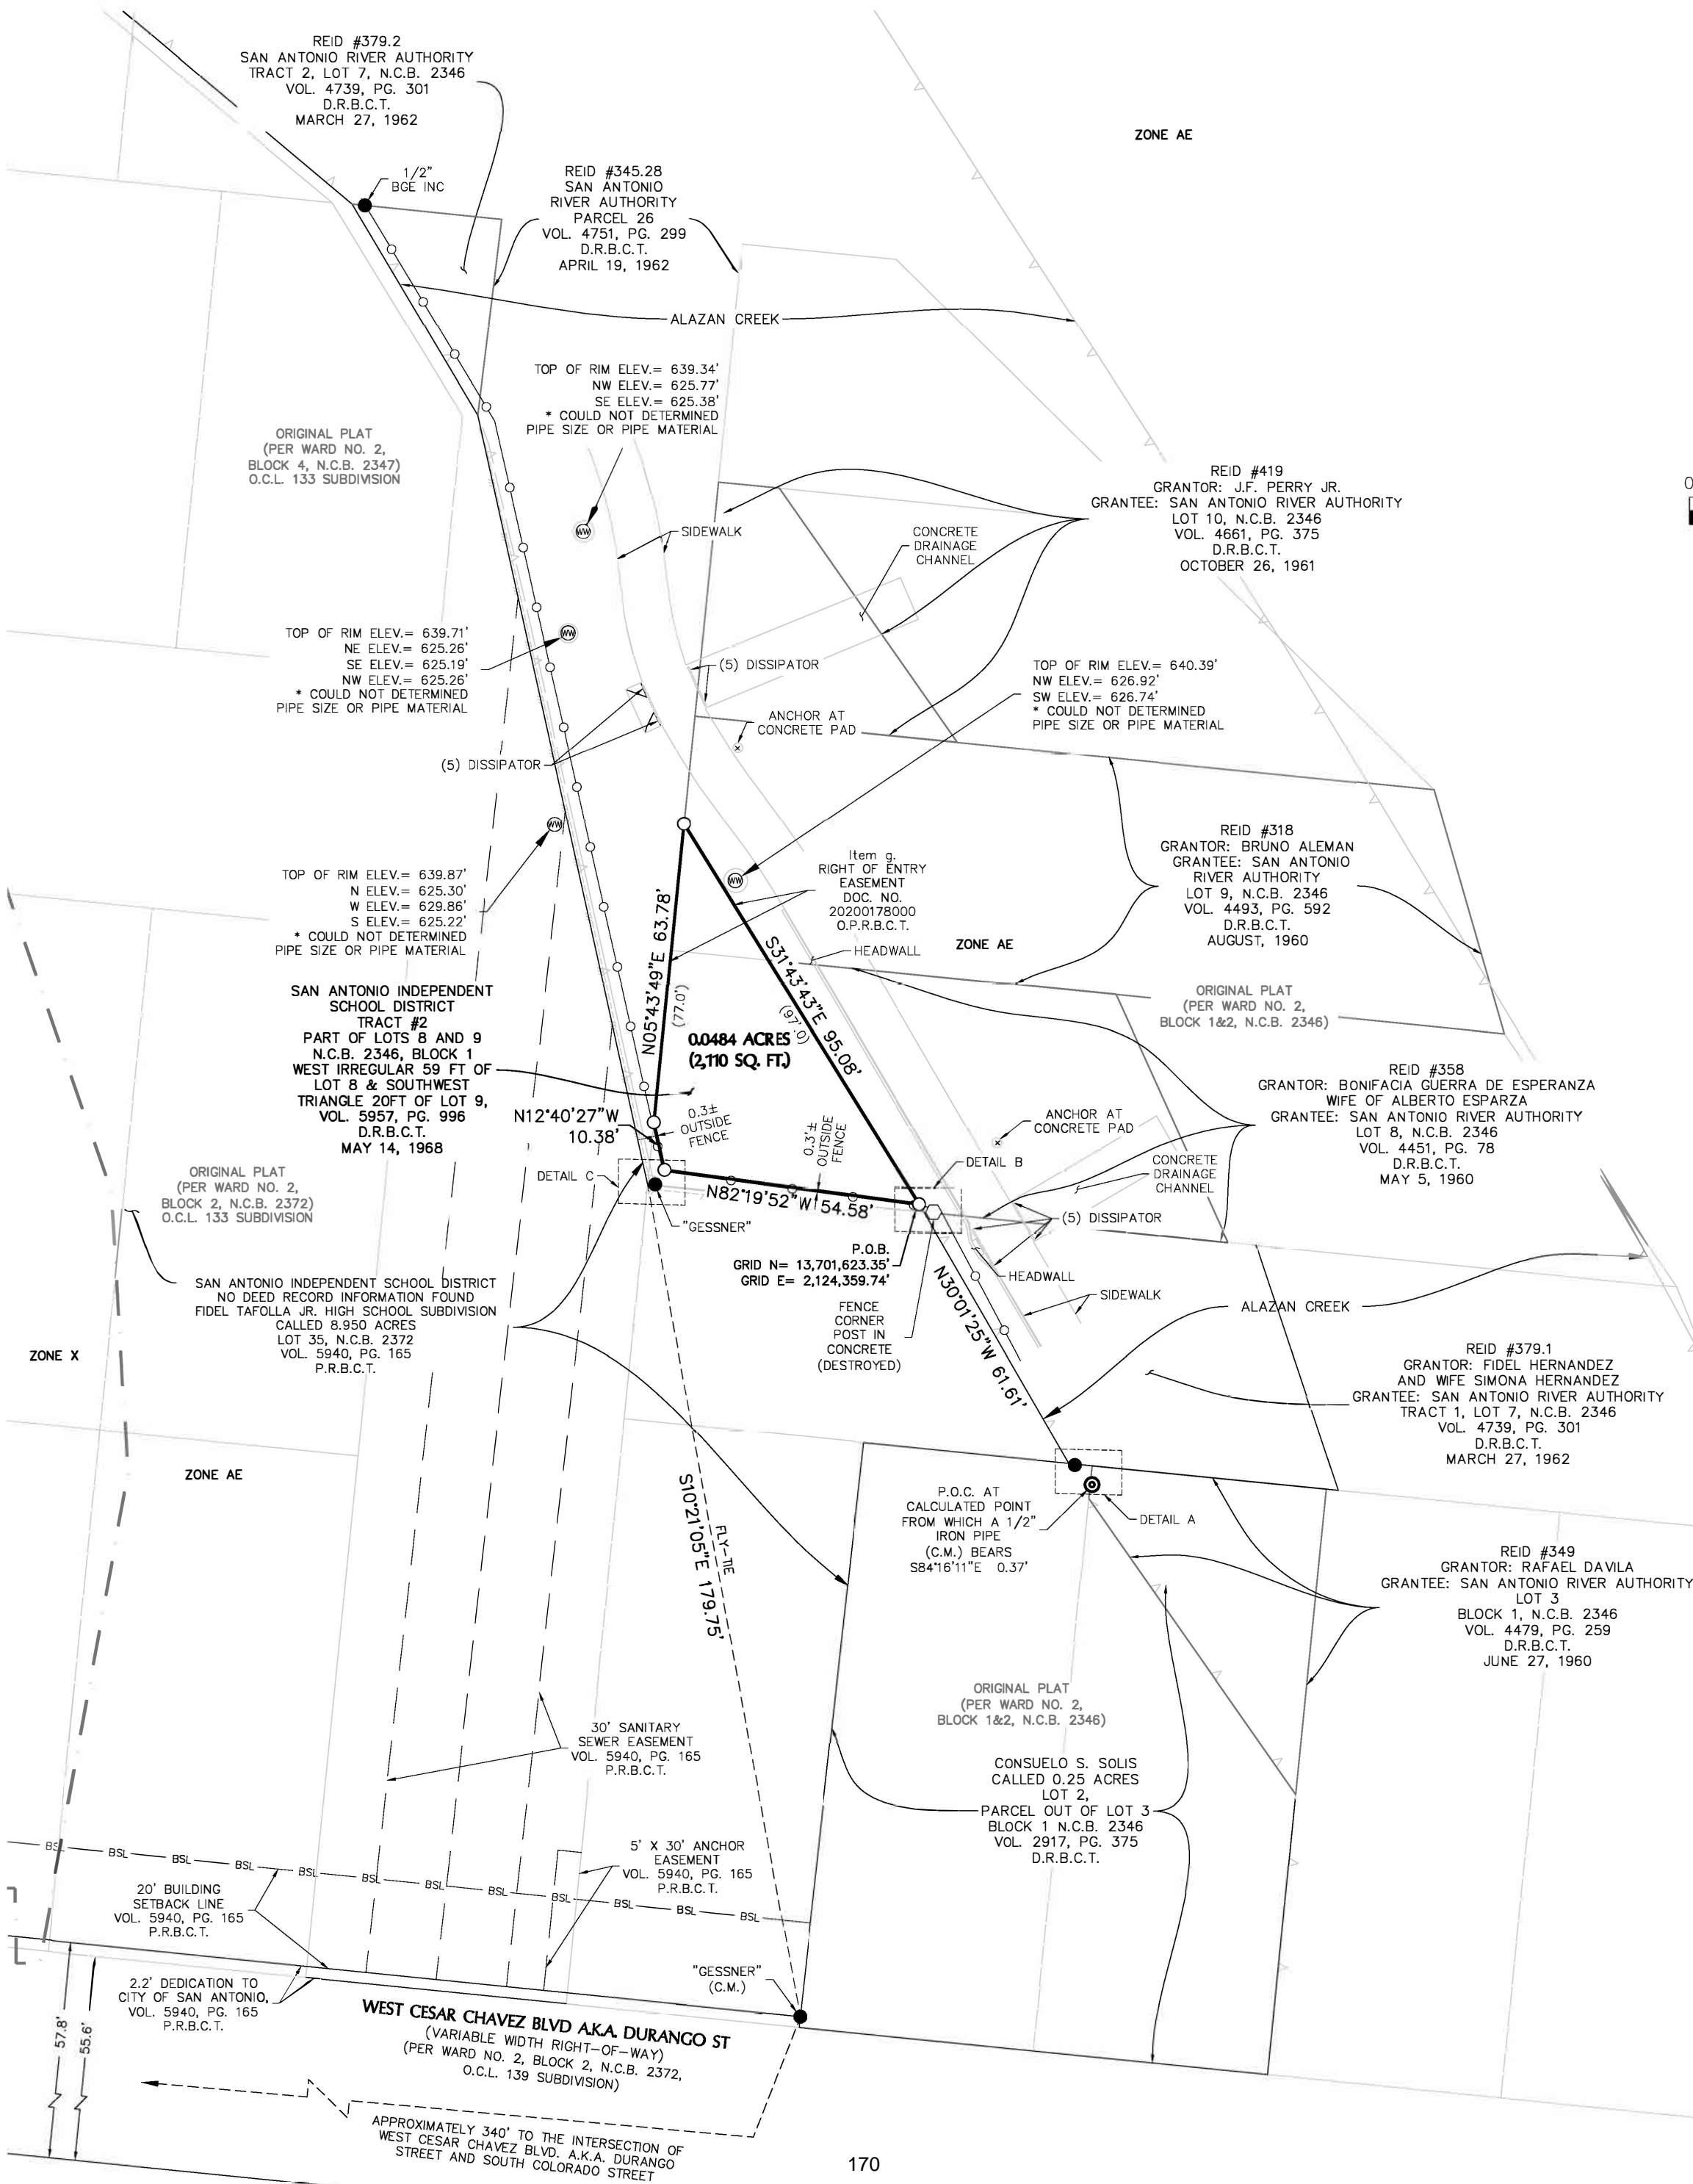 REID #379.2
SAN ANTONIO RIVER AUTHORITY
TRACT 2, LOT 7, N.C.B. 2346
VOL. 4739, PG. 301
D.R.B.C.T.
MARCH 27, 1962
ZONE AE
1/2"
BGE INC
REID #345.28
SAN ANTONIO
RIVER AUTHORITY
PARCEL 26
VOL. 4751, PG. 299
D.R.B.C.T.
APRIL 19, 1962
ALAZAN CREEK
TOP OF RIM ELEV.= 639.34'
NW ELEV.= 625.77'
SE ELEV.= 625.38'
* COULD NOT DETERMINED
PIPE SIZE OR PIPE MATERIAL
ORIGINAL PLAT
(PER WARD NO. 2,
BLOCK 4, N.C.B. 2347)
O.C.L. 133 SUBDIVISION
REID #419
GRANTOR: J.F. PERRY JR.
GRANTEE: SAN ANTONIO RIVER AUTHORITY
LOT 10, N.C.B. 2346
VOL. 4661, PG. 375
D.R.B.C.T.
OCTOBER 26, 1961
0
WW
SIDEWALK
CONCRETE
DRAINAGE
CHANNEL
TOP OF RIM ELEV.= 639.71'
NE ELEV.= 625.26'
SE ELEV.= 625.19'
NW ELEV.= 625.26'
* COULD NOT DETERMINED
PIPE SIZE OR PIPE MATERIAL
WW
(5) DISSIPATOR
TOP OF RIM ELEV.= 640.39'
NW ELEV.= 626.92'
SW ELEV.= 626.74'
* COULD NOT DETERMINED
PIPE SIZE OR PIPE MATERIAL
ANCHOR AT
CONCRETE PAD
(5) DISSIPATOR
WW
TOP OF RIM ELEV.= 639.87'
N ELEV.= 625.30'
W ELEV.= 629.86'
S ELEV.= 625.22'
* COULD NOT DETERMINED
PIPE SIZE OR PIPE MATERIAL
WW
Item g.
RIGHT OF ENTRY
EASEMENT
DOC. NO.
20200178000
O.P.R.B.C.T.
REID #318
GRANTOR: BRUNO ALEMAN
GRANTEE: SAN ANTONIO
RIVER AUTHORITY
LOT 9, N.C.B. 2346
VOL. 4493, PG. 592
D.R.B.C.T.
AUGUST, 1960
HEADWALL
ZONE AE
N05°43'49"E 63.78'
(77.0')
S31°43'43"E 95.08'
(97'.0)
SAN ANTONIO INDEPENDENT
SCHOOL DISTRICT
TRACT #2
PART OF LOTS 8 AND 9
N.C.B. 2346, BLOCK 1
WEST IRREGULAR 59 FT OF
LOT 8 & SOUTHWEST
TRIANGLE 20FT OF LOT 9,
VOL. 5957, PG. 996
D.R.B.C.T.
MAY 14, 1968
0.0484 ACRES
(2,110 SQ. FT.)
ORIGINAL PLAT
(PER WARD NO. 2,
BLOCK 1&2, N.C.B. 2346)
REID #358
GRANTOR: BONIFACIA GUERRA DE ESPERANZA
WIFE OF ALBERTO ESPARZA
GRANTEE: SAN ANTONIO RIVER AUTHORITY
LOT 8, N.C.B. 2346
VOL. 4451, PG. 78
D.R.B.C.T.
MAY 5, 1960
N12°40'27"W
10.38'
0.3±
OUTSIDE
FENCE
0.3'±
OUTSIDE
FENCE
ANCHOR AT
CONCRETE PAD
DETAIL B
CONCRETE
DRAINAGE
CHANNEL
DETAIL C
ORIGINAL PLAT
(PER WARD NO. 2,
BLOCK 2, N.C.B. 2372)
O.C.L. 133 SUBDIVISION
N82°19'52"W 54.58'
"GESSNER"
(5) DISSIPATOR
P.O.B.
GRID N= 13,701,623.35'
GRID E= 2,124,359.74'
HEADWALL
SIDEWALK
SAN ANTONIO INDEPENDENT SCHOOL DISTRICT
NO DEED RECORD INFORMATION FOUND
FIDEL TAFOLLA JR. HIGH SCHOOL SUBDIVISION
CALLED 8.950 ACRES
LOT 35, N.C.B. 2372
VOL. 5940, PG. 165
P.R.B.C.T.
FENCE
CORNER
POST IN
CONCRETE
(DESTROYED)
N30°01'25"W 61.61'
ALAZAN CREEK
ZONE X
REID #379.1
GRANTOR: FIDEL HERNANDEZ
AND WIFE SIMONA HERNANDEZ
GRANTEE: SAN ANTONIO RIVER AUTHORITY
TRACT 1, LOT 7, N.C.B. 2346
VOL. 4739, PG. 301
D.R.B.C.T.
MARCH 27, 1962
ZONE AE
S10°21'05"E 179.75'
FLY-TIE
P.O.C. AT
CALCULATED POINT
FROM WHICH A 1/2"
IRON PIPE
(C.M.) BEARS
S84°16'11"E 0.37'
DETAIL A
REID #349
GRANTOR: RAFAEL DAVILA
GRANTEE: SAN ANTONIO RIVER AUTHORITY
LOT 3
BLOCK 1, N.C.B. 2346
VOL. 4479, PG. 259
D.R.B.C.T.
JUNE 27, 1960
ORIGINAL PLAT
(PER WARD NO. 2,
BLOCK 1&2, N.C.B. 2346)
30' SANITARY
SEWER EASEMENT
VOL. 5940, PG. 165
P.R.B.C.T.
CONSUELO S. SOLIS
CALLED 0.25 ACRES
LOT 2,
PARCEL OUT OF LOT 3
BLOCK 1 N.C.B. 2346
VOL. 2917, PG. 375
D.R.B.C.T.
BSL BSL BSL BSL BSL BSL BSL BSL BSL BSL BSL BSL
5' X 30' ANCHOR
EASEMENT
VOL. 5940, PG. 165
P.R.B.C.T.
20' BUILDING
SETBACK LINE
VOL. 5940, PG. 165
P.R.B.C.T.
2.2' DEDICATION TO
CITY OF SAN ANTONIO,
VOL. 5940, PG. 165
P.R.B.C.T.
"GESSNER"
(C.M.)
57.8'
55.6'
WEST CESAR CHAVEZ BLVD A.K.A. DURANGO ST
(VARIABLE WIDTH RIGHT-OF-WAY)
(PER WARD NO. 2, BLOCK 2, N.C.B. 2372,
O.C.L. 139 SUBDIVISION)
APPROXIMATELY 340' TO THE INTERSECTION OF
WEST CESAR CHAVEZ BLVD. A.K.A. DURANGO
STREET AND SOUTH COLORADO STREET
170